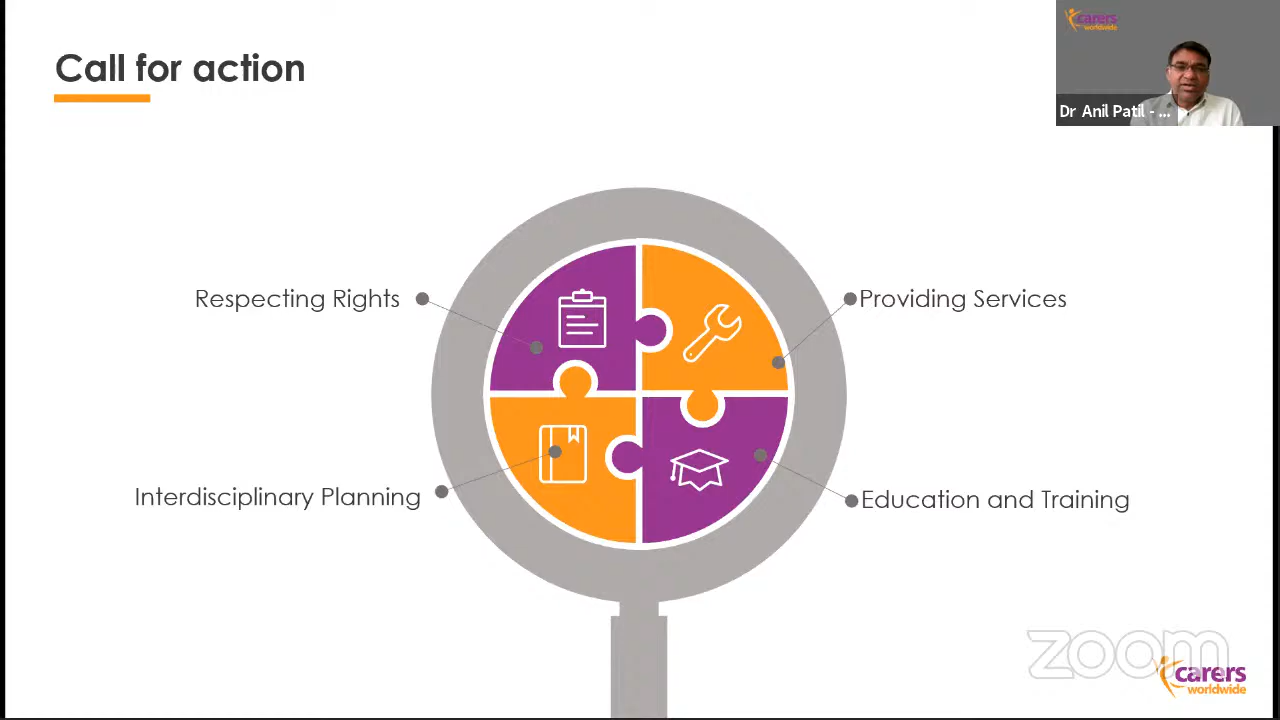 Call for action
carers
worldwide
Dr Anil Patil - ...
Respecting Rights
Providing Services
Interdisciplinary Planning
Education and Training
zoom
carers
worldwide